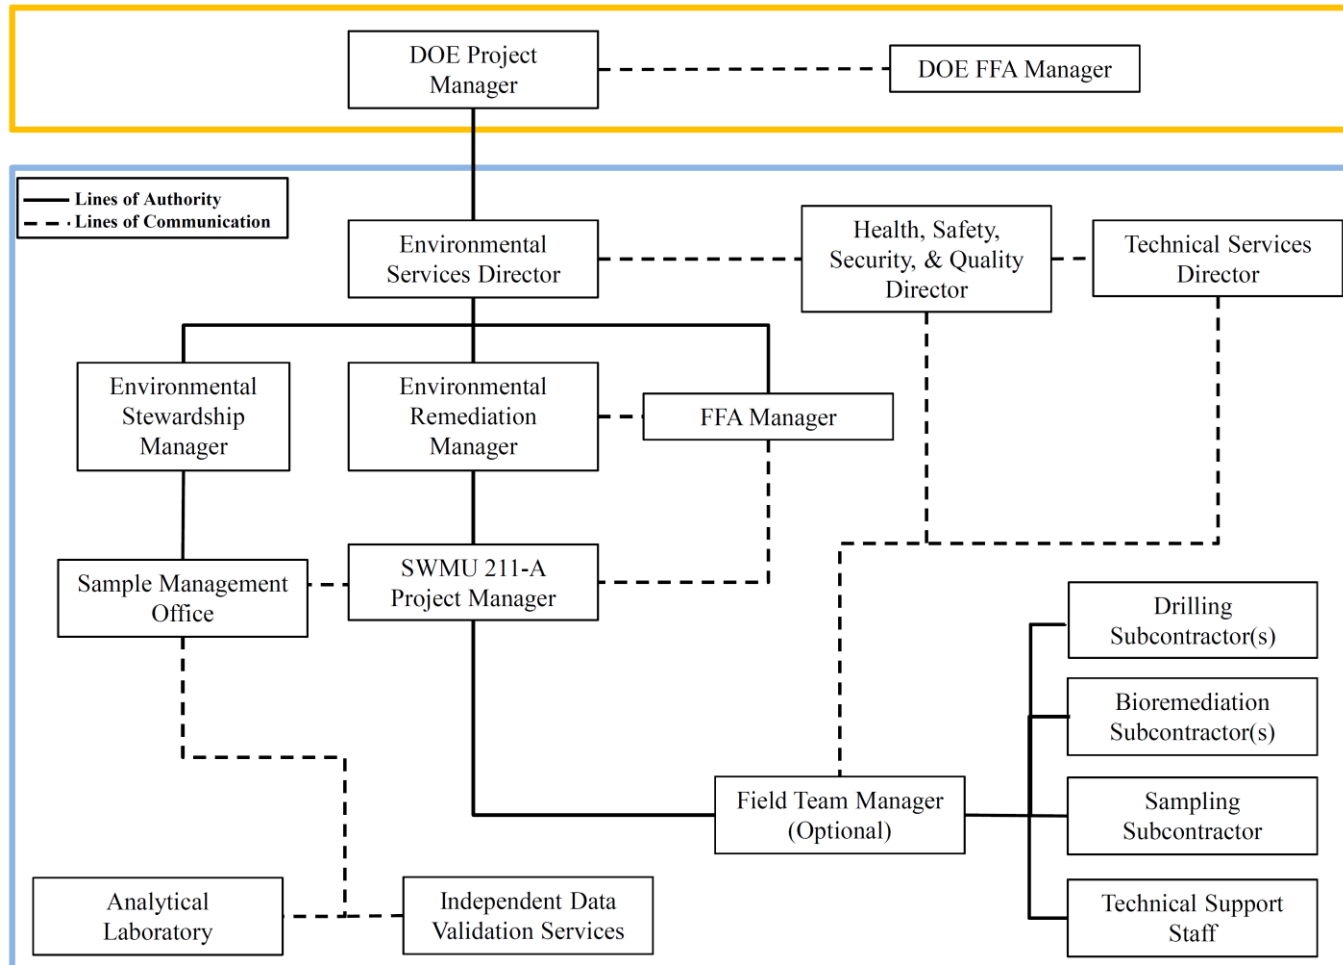 DOE Project
Manager
DOE FFA Manager
Lines of Authority
Lines of Communication
Environmental
Services Director
Health, Safety,
Security, & Quality
Director
Technical Services
Director
Environmental
Stewardship
Manager
Environmental
Remediation
Manager
FFA Manager
Sample Management
Office
SWMU 211-A
Project Manager
Drilling
Subcontractor(s)
Bioremediation
Subcontractor(s)
Field Team Manager
(Optional)
Sampling
Subcontractor
Analytical
Laboratory
Independent Data
Validation Services
Technical Support
Staff